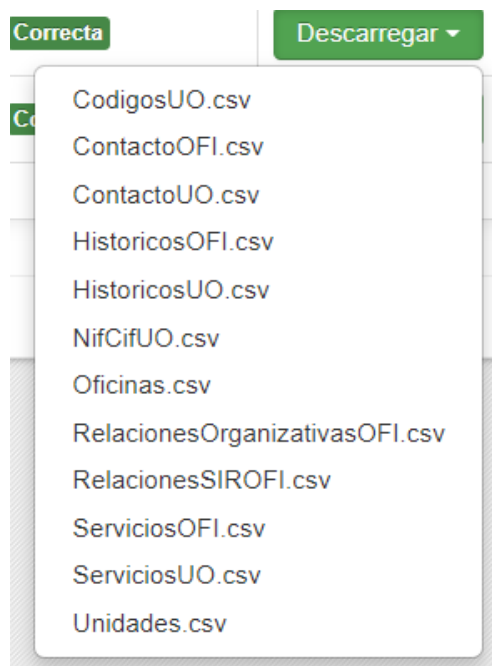 Correcta Descarregar
CodigosUO.csv
ContactoOFI.csv
ContactoUO.csv
HistoricosOFI.csv
HistoricosUO.csv
NifCifUO.csv
Oficinas.csv
RelacionesOrganizativasOFI.csv
RelacionesSIROFI.csv
ServiciosOFI.csv
ServiciosUO.csv
Unidades.csv